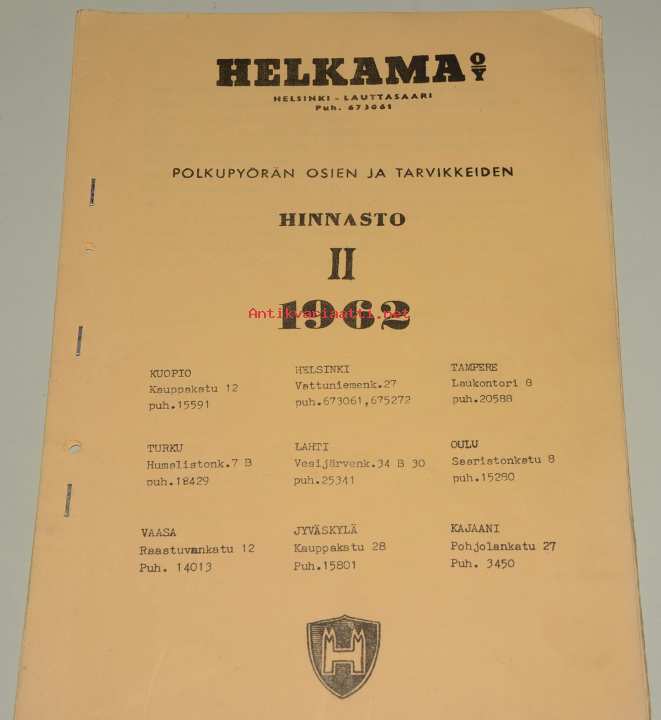 HELKAMA OY
HELSINKI - LAUTTASAARI
Puh. 673061
POLKUPYÖRÄN OSIEN JA TARVIKKEIDEN
HINNASTO
II
1962
Antikvariaatti.net
KUOPIO
Kauppakatu 12
puh.15591
HELSINKI
Vattuniemenk.27
puh.673061,675272
TAMPERE
Laukontori 8
puh.20588
TURKU
Humalistonk.7 B
puh.18429
LAHTI
Vesijärvenk.34 B 30
puh.25341
OULU
Saaristonkatu 8
puh.15280
VAASA
Raastuvankatu 12
Puh. 14013
JYVÄSKYLÄ
Kauppakatu 28
Puh.15801
KAJAANI
Pohjolankatu 27
Puh. 3450
HM